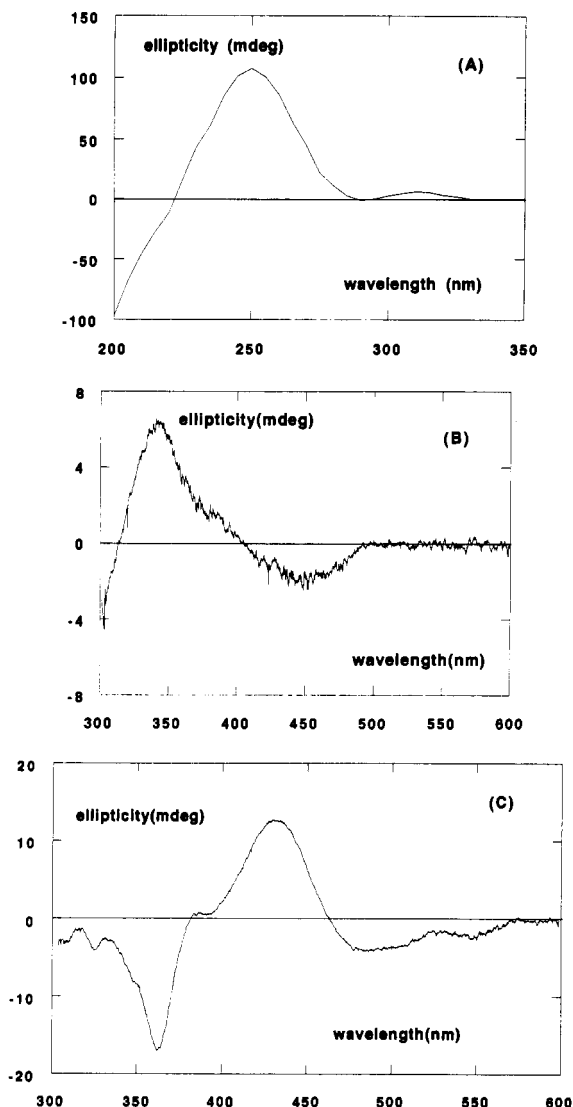 150
ellipticity (mdeg)
(A)
100
50
0
-50
wavelength (nm)
-100
200 250 300 350
8
ellipticity(mdeg)
(B)
4
0
-4
wavelength(nm)
-8
300 350 400 450 500 550 600
20
(C)
ellipticity(mdeg)
10
0
-10
wavelength(nm)
-20
300 350 400 450 500 550 600